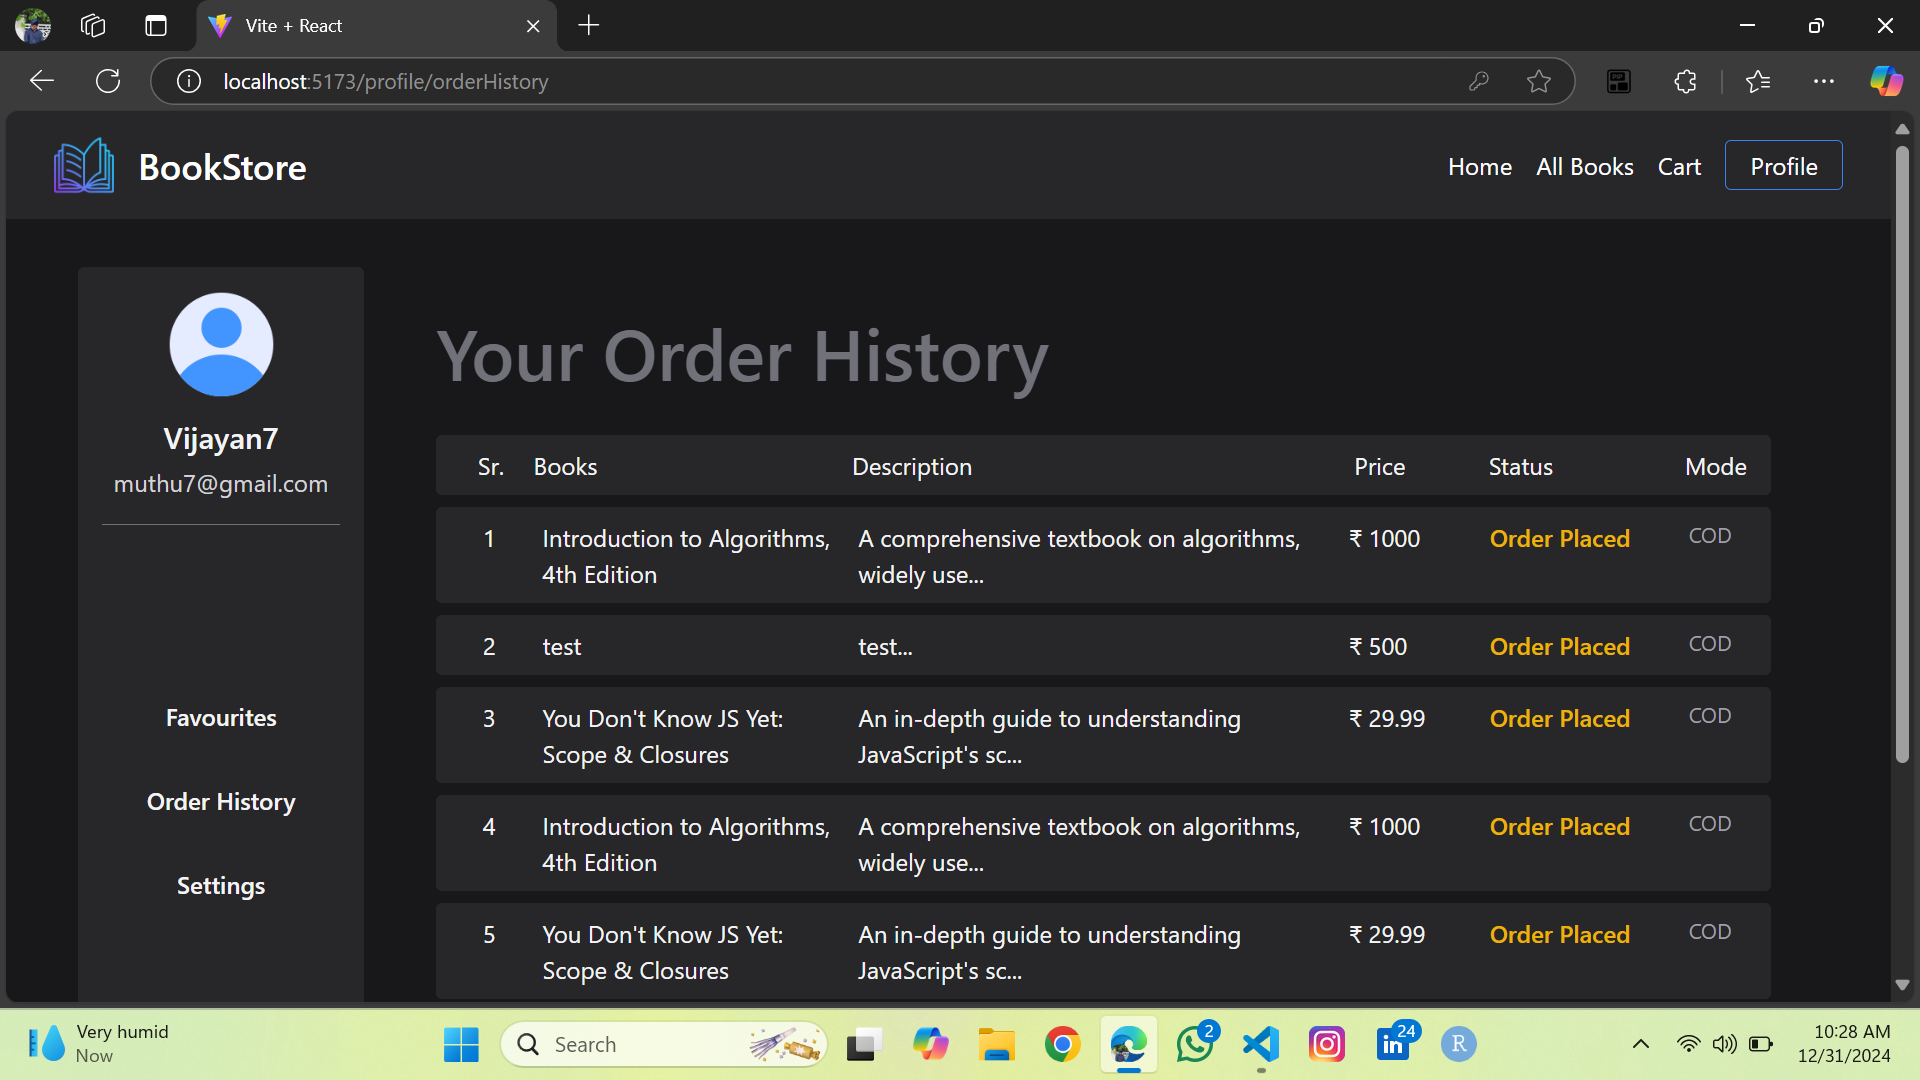 Vite + React
localhost:5173/profile/orderHistory
BookStore
Home All Books Cart Profile
Vijayan7
muthu7@gmail.com
Favourites
Order History
Settings
Your Order History
Sr. Books Description Price Status Mode
1 Introduction to Algorithms, A comprehensive textbook on algorithms, ₹ 1000 Order Placed COD
4th Edition widely use...
2 test test... ₹ 500 Order Placed COD
3 You Don't Know JS Yet: An in-depth guide to understanding ₹ 29.99 Order Placed COD
Scope & Closures JavaScript's sc...
4 Introduction to Algorithms, A comprehensive textbook on algorithms, ₹ 1000 Order Placed COD
4th Edition widely use...
5 You Don't Know JS Yet: An in-depth guide to understanding ₹ 29.99 Order Placed COD
Scope & Closures JavaScript's sc...
Very humid
Now
Search
2
24
in
R
10:28 AM
12/31/2024